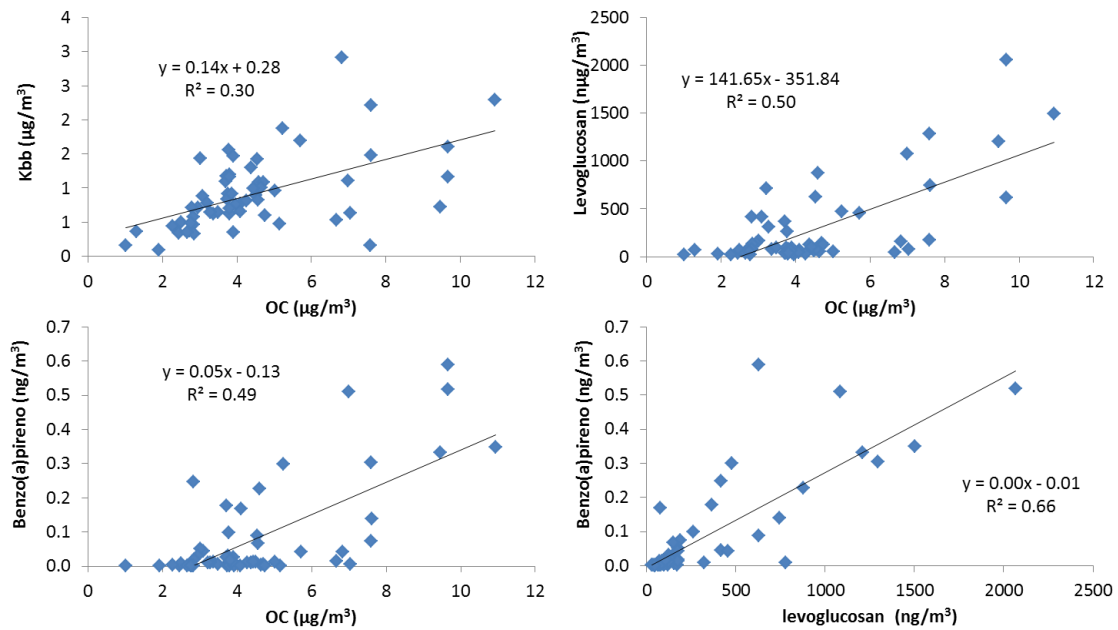 4
3
3
2
2
1
1
0
Kbb (μg/m³)
y = 0.14x + 0.28
R² = 0.30
0 2 4 6 8 10 12
OC (μg/m³)
2500
2000
1500
1000
500
0
Levoglucosan (nμg/m³)
y = 141.65x - 351.84
R² = 0.50
0 2 4 6 8 10 12
OC (μg/m³)
0.7
0.6
0.5
0.4
0.3
0.2
0.1
0.0
Benzo(a)pireno (ng/m³)
y = 0.05x - 0.13
R² = 0.49
0 2 4 6 8 10 12
OC (μg/m³)
0.7
0.6
0.5
0.4
0.3
0.2
0.1
0.0
Benzo(a)pireno (ng/m³)
y = 0.00x - 0.01
R² = 0.66
0 500 1000 1500 2000 2500
levoglucosan (ng/m³)